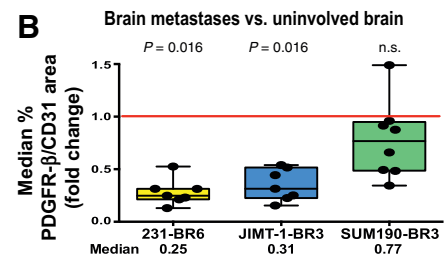 B
Brain metastases vs. uninvolved brain
P = 0.016 P = 0.016 n.s.
Median %
PDGFR-β/CD31 area
(fold change)
1.5
1.0
0.5
0.0
231-BR6 JIMT-1-BR3 SUM190-BR3
Median 0.25 0.31 0.77